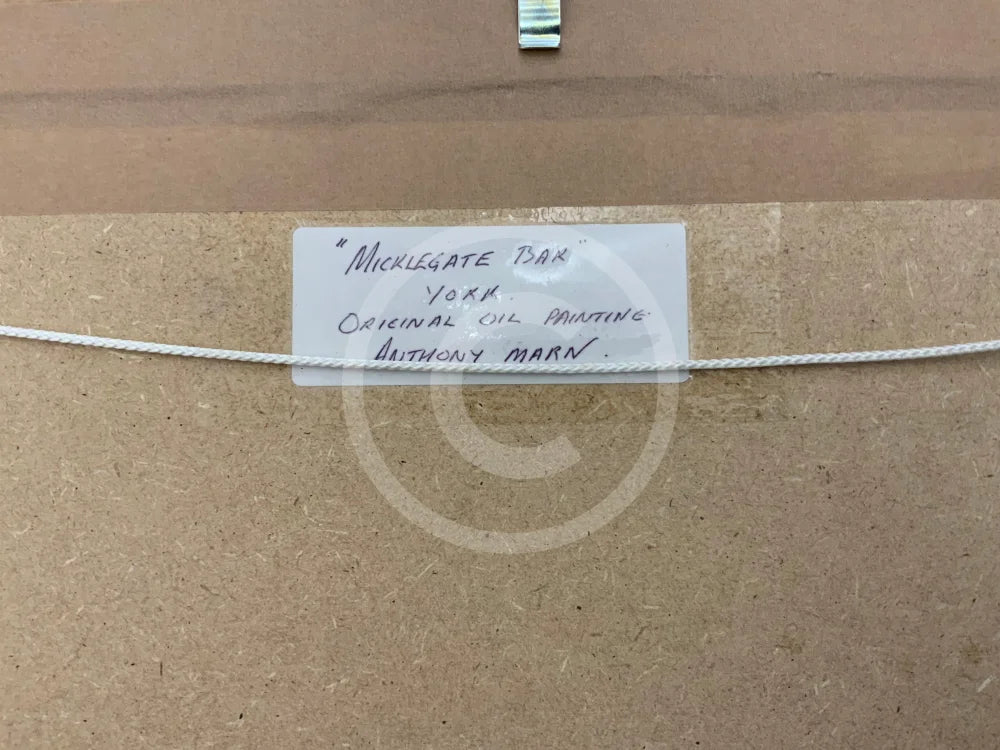 "MICKLEGATE BAR"
YORK.
ORIGINAL OIL PAINTING
ANTHONY MARN.